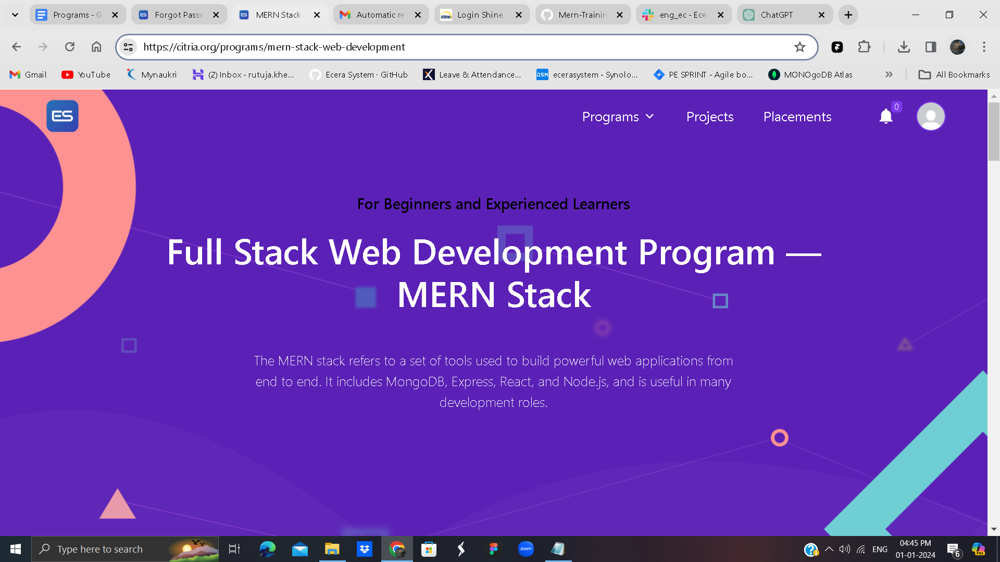 Programs - G
Forgot Passw
MERN Stack
Automatic re
Login Shine.
Mern-Trainin
eng_ec - Ecer
ChatGPT
https://citria.org/programs/mern-stack-web-development
Gmail
YouTube
Mynaukri
(2) Inbox - rutuja.khe...
Ecera System · GitHub
Leave & Attendance...
DSM
ecerasystem - Synolo...
PE SPRINT - Agile bo...
MONOgoDB Atlas
All Bookmarks
ES
Programs
Projects
Placements
0
For Beginners and Experienced Learners
Full Stack Web Development Program —
MERN Stack
The MERN stack refers to a set of tools used to build powerful web applications from
end to end. It includes MongoDB, Express, React, and Node.js, and is useful in many
development roles.
Type here to search
zoom
ENG
04:45 PM
01-01-2024
6
PRE